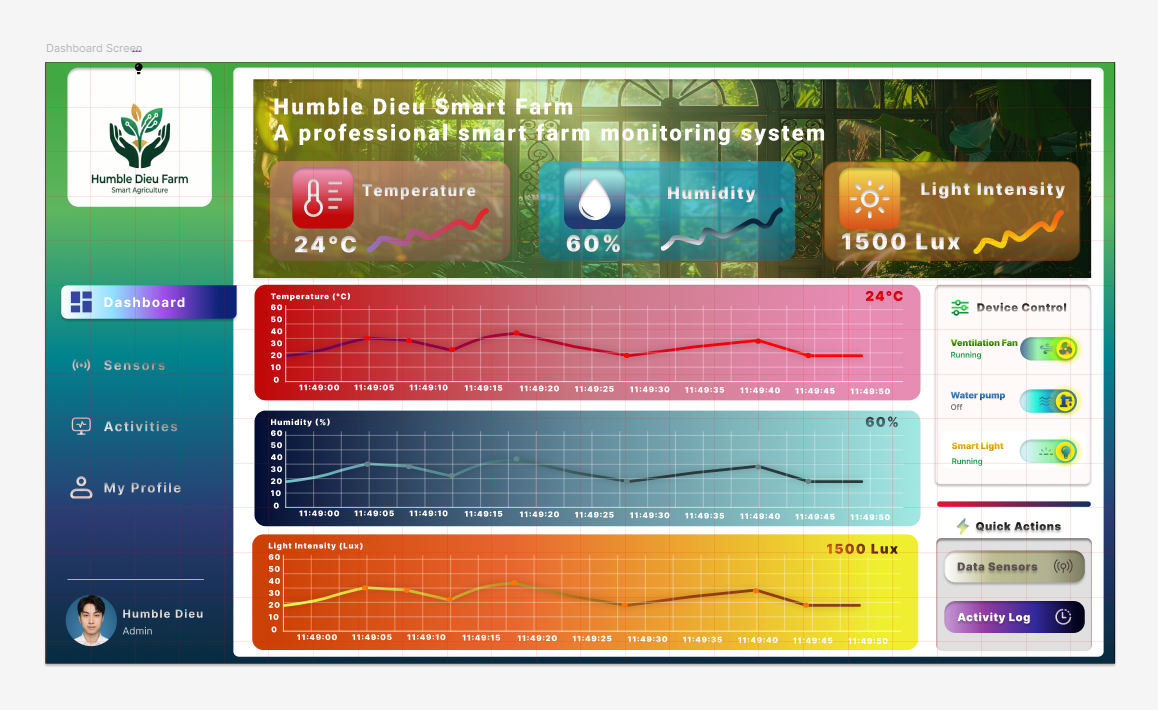 Dashboard Screen
Humble Dieu Farm
Smart Agriculture
Humble Dieu Smart Farm
A professional smart farm monitoring system
Temperature
24°C
Humidity
60%
Light Intensity
1500 Lux
Dashboard
Sensors
Activities
My Profile
Humble Dieu
Admin
Temperature (°C)
24°C
60
50
40
30
20
10
0
11:49:00 11:49:05 11:49:10 11:49:15 11:49:20 11:49:25 11:49:30 11:49:35 11:49:40 11:49:45 11:49:50
Humidity (%)
60%
60
50
40
30
20
10
0
11:49:00 11:49:05 11:49:10 11:49:15 11:49:20 11:49:25 11:49:30 11:49:35 11:49:40 11:49:45 11:49:50
Light Intensity (Lux)
1500 Lux
60
50
40
30
20
10
0
11:49:00 11:49:05 11:49:10 11:49:15 11:49:20 11:49:25 11:49:30 11:49:35 11:49:40 11:49:45 11:49:50
Device Control
Ventilation Fan
Running
Water pump
Off
Smart Light
Running
Quick Actions
Data Sensors
Activity Log